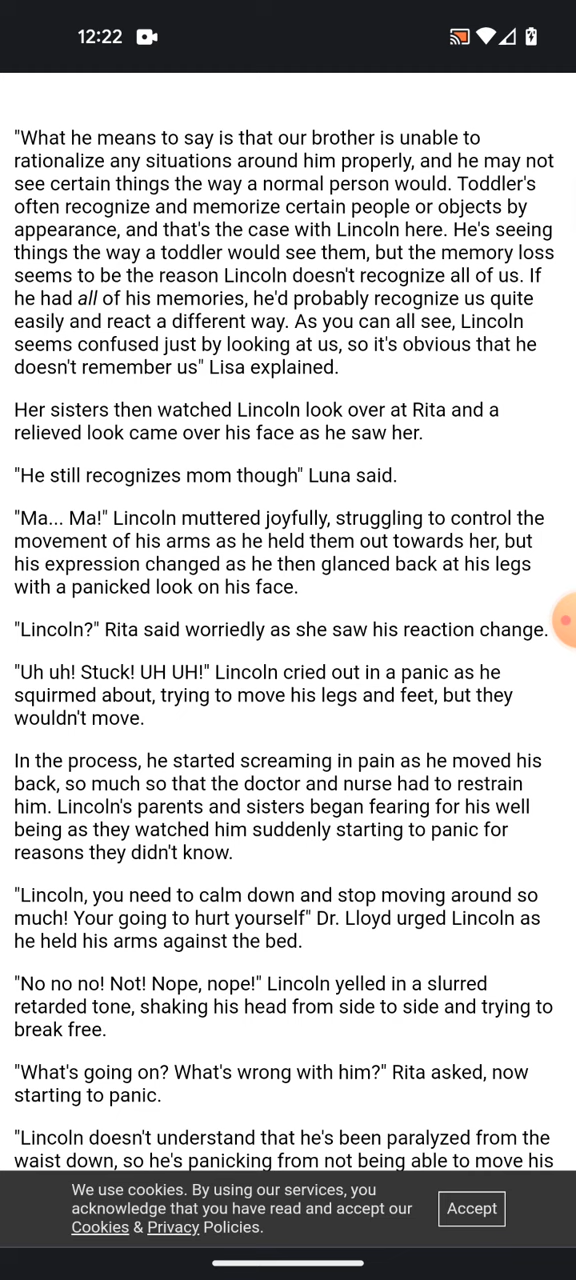 12:22
"What he means to say is that our brother is unable to
rationalize any situations around him properly, and he may not
see certain things the way a normal person would. Toddler's
often recognize and memorize certain people or objects by
appearance, and that's the case with Lincoln here. He's seeing
things the way a toddler would see them, but the memory loss
seems to be the reason Lincoln doesn't recognize all of us. If
he had all of his memories, he'd probably recognize us quite
easily and react a different way. As you can all see, Lincoln
seems confused just by looking at us, so it's obvious that he
doesn't remember us" Lisa explained.
Her sisters then watched Lincoln look over at Rita and a
relieved look came over his face as he saw her.
"He still recognizes mom though" Luna said.
"Ma... Ma!" Lincoln muttered joyfully, struggling to control the
movement of his arms as he held them out towards her, but
his expression changed as he then glanced back at his legs
with a panicked look on his face.
"Lincoln?" Rita said worriedly as she saw his reaction change.
"Uh uh! Stuck! UH UH!" Lincoln cried out in a panic as he
squirmed about, trying to move his legs and feet, but they
wouldn't move.
In the process, he started screaming in pain as he moved his
back, so much so that the doctor and nurse had to restrain
him. Lincoln's parents and sisters began fearing for his well
being as they watched him suddenly starting to panic for
reasons they didn't know.
"Lincoln, you need to calm down and stop moving around so
much! Your going to hurt yourself" Dr. Lloyd urged Lincoln as
he held his arms against the bed.
"No no no! Not! Nope, nope!" Lincoln yelled in a slurred
retarded tone, shaking his head from side to side and trying to
break free.
"What's going on? What's wrong with him?" Rita asked, now
starting to panic.
"Lincoln doesn't understand that he's been paralyzed from the
waist down, so he's panicking from not being able to move his
We use cookies. By using our services, you
acknowledge that you have read and accept our
Cookies & Privacy Policies.
Accept